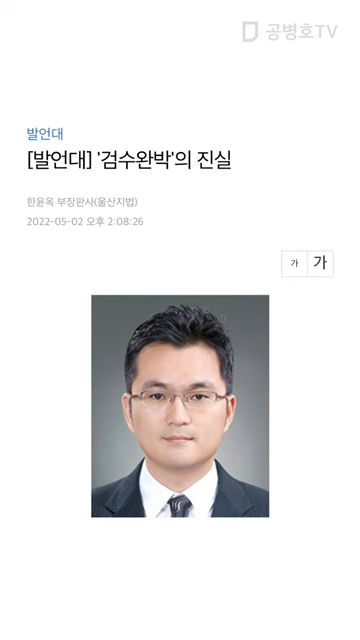 공병호TV
발언대
[발언대] '검수완박'의 진실
한윤옥 부장판사(울산지법)
2022-05-02 오후 2:08:26
가 가